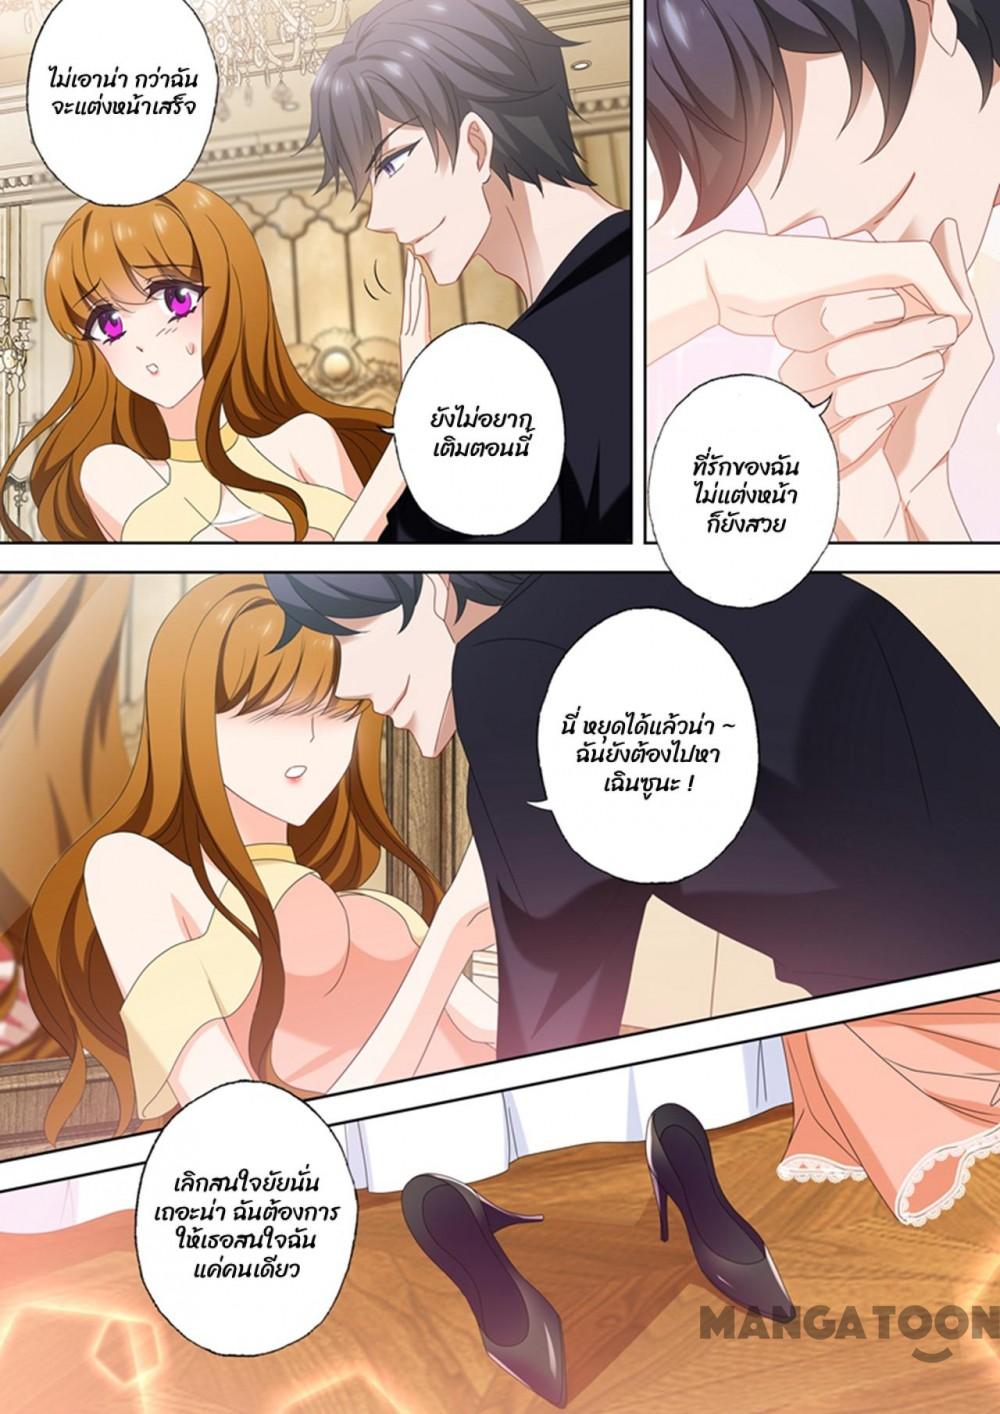 ไม่เอาน่า กว่าฉัน
จะแต่งหน้าเสร็จ
ยังไม่อยาก
เติมตอนนี้
ที่รักของฉัน
ไม่แต่งหน้า
ก็ยังสวย
นี่ หยุดได้แล้วน่า ~
ฉันยังต้องไปหา
เฉินซูนะ !
เลิกสนใจยัยนั่น
เถอะน่า ฉันต้องการ
ให้เธอสนใจฉัน
แค่คนเดียว
MANGATOON